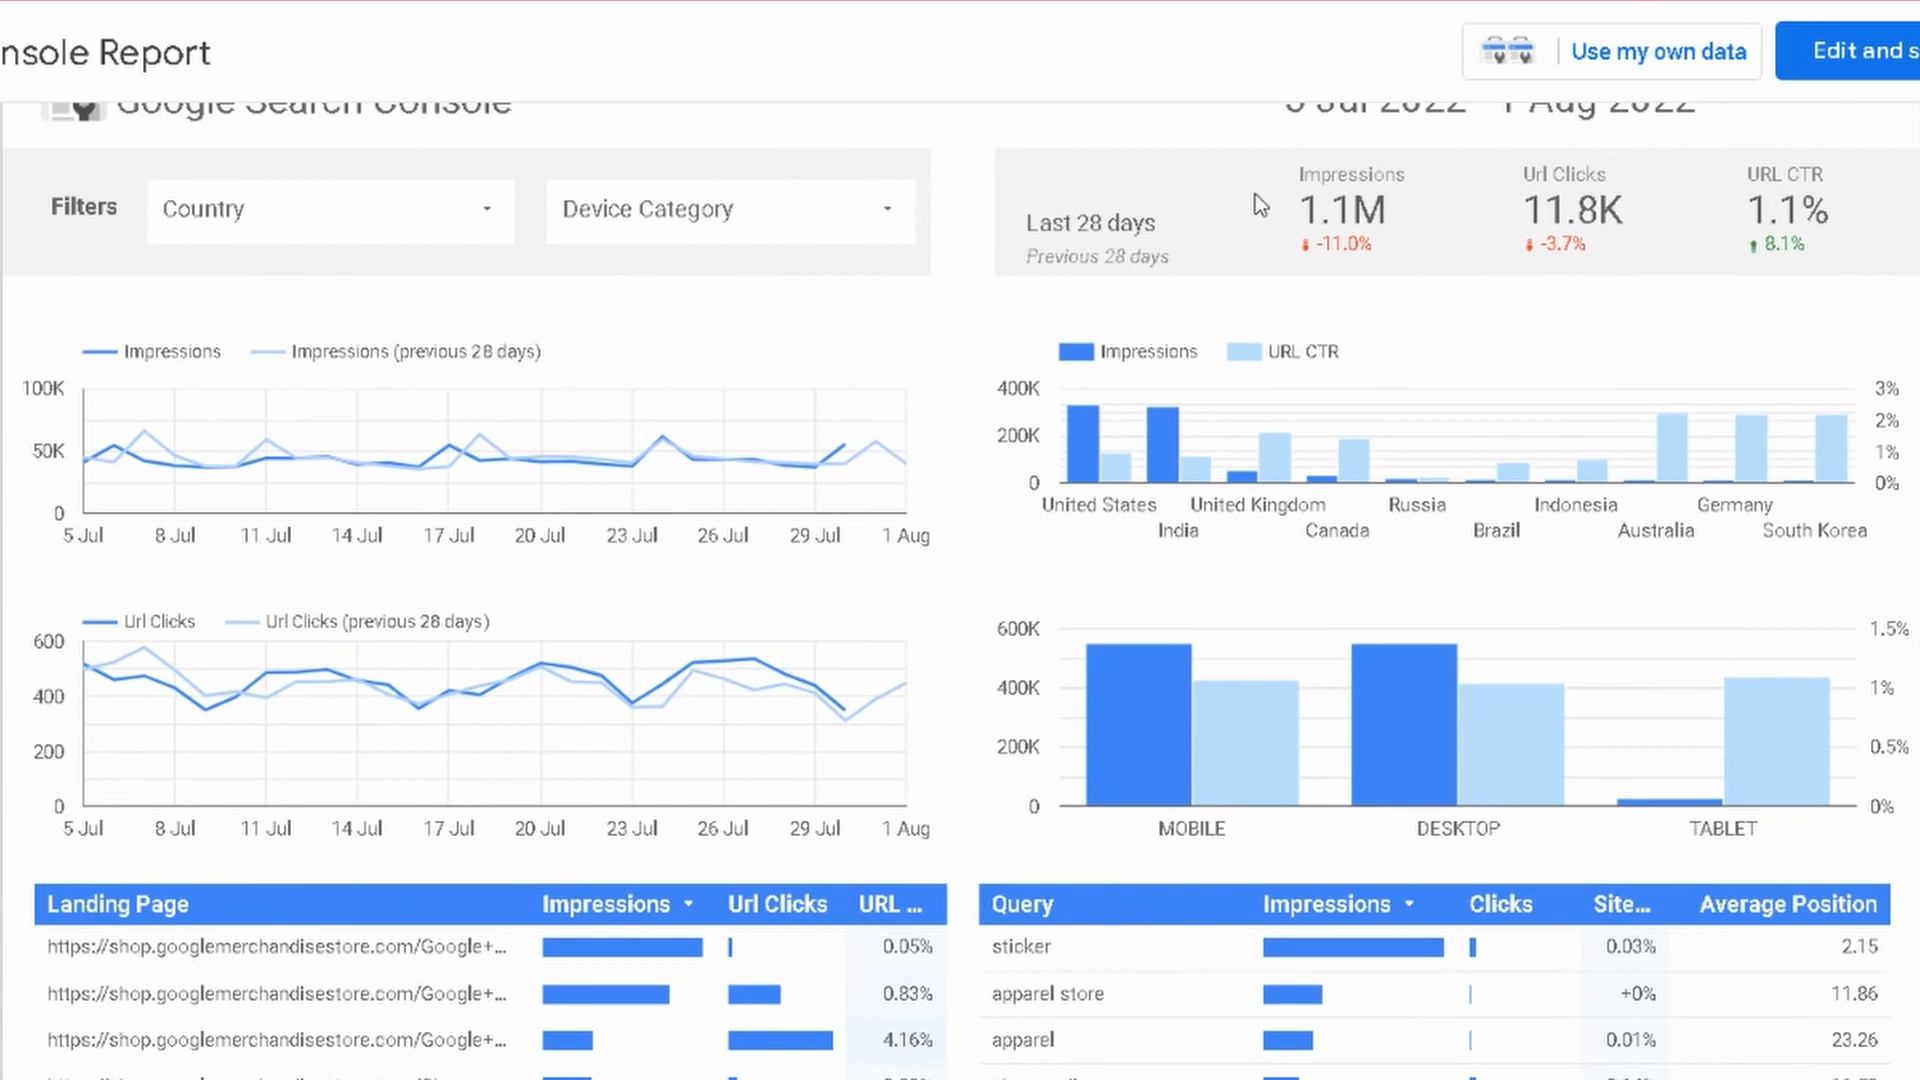 nsole Report
Use my own data
Edit and s
Google Search Console
5 Jul 2022 - 1 Aug 2022
Filters
Country
Device Category
Last 28 days
Previous 28 days
Impressions
1.1M
-11.0%
Url Clicks
11.8K
-3.7%
URL CTR
1.1%
8.1%
Impressions
Impressions (previous 28 days)
100K
50K
0
5 Jul 8 Jul 11 Jul 14 Jul 17 Jul 20 Jul 23 Jul 26 Jul 29 Jul 1 Aug
Impressions
URL CTR
400K 3%
2%
200K
1%
0 0%
United States United Kingdom Russia Indonesia Germany
India Canada Brazil Australia South Korea
Url Clicks
Url Clicks (previous 28 days)
600
400
200
0
5 Jul 8 Jul 11 Jul 14 Jul 17 Jul 20 Jul 23 Jul 26 Jul 29 Jul 1 Aug
600K 1.5%
400K 1%
200K 0.5%
0 0%
MOBILE DESKTOP TABLET
Landing Page Impressions Url Clicks URL ...
https://shop.googlemerchandisestore.com/Google+... 0.05%
https://shop.googlemerchandisestore.com/Google+... 0.83%
https://shop.googlemerchandisestore.com/Google+... 4.16%
Query Impressions Clicks Site... Average Position
sticker 0.03% 2.15
apparel store +0% 11.86
apparel 0.01% 23.26